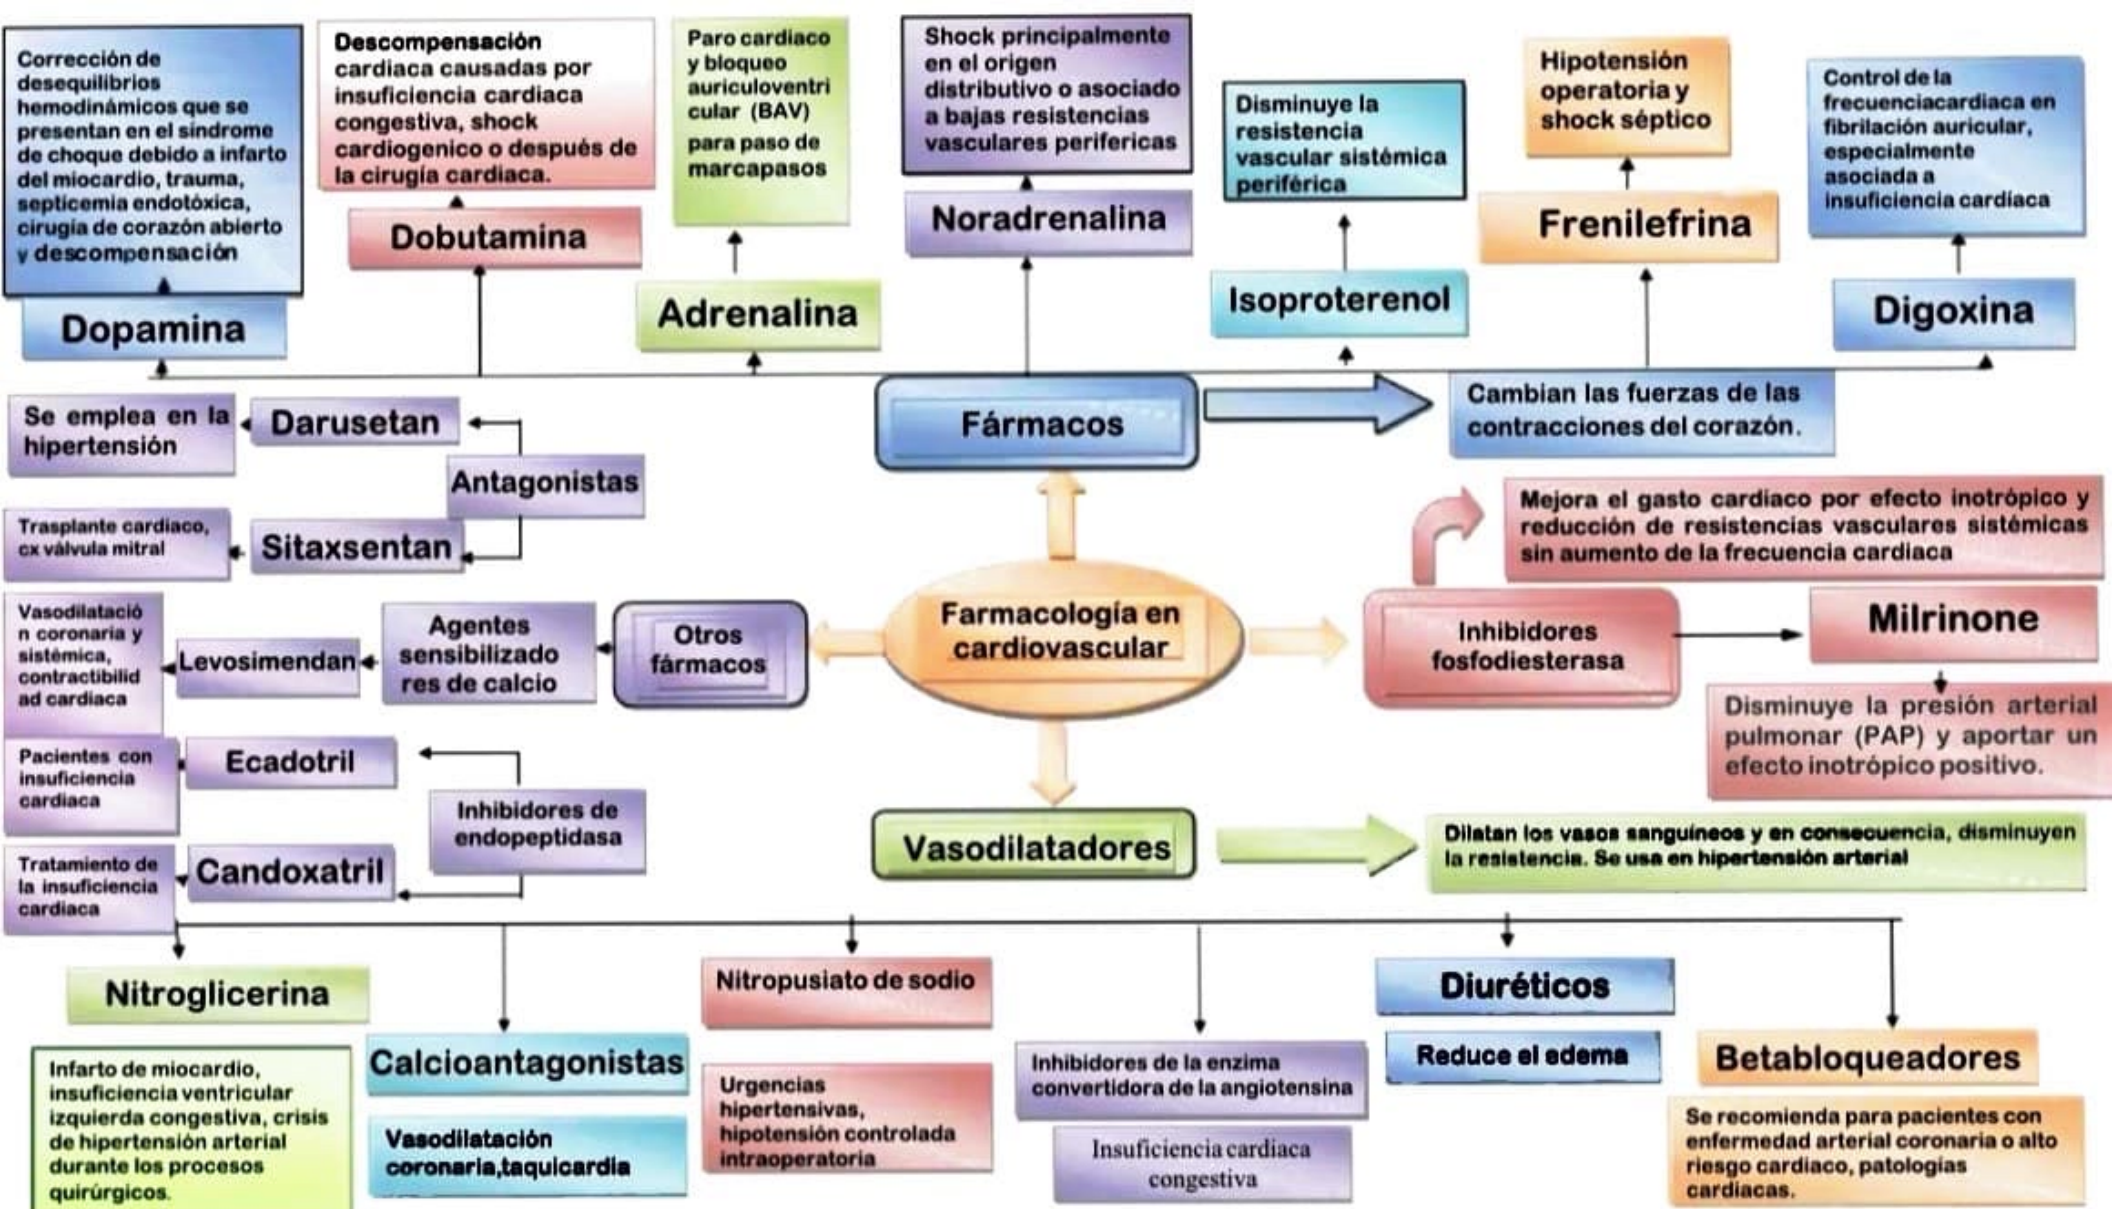 Corrección de
desequilibrios
hemodinámicos que se
presentan en el síndrome
de choque debido a infarto
del miocardio, trauma,
septicemia endotóxica,
cirugía de corazón abierto
y descompensación
Dopamina
Descompensación
cardiaca causadas por
insuficiencia cardiaca
congestiva, shock
cardiogenico o después de
la cirugía cardiaca.
Dobutamina
Paro cardiaco
y bloqueo
auriculoventri
cular (BAV)
para paso de
marcapasos
Adrenalina
Shock principalmente
en el origen
distributivo o asociado
a bajas resistencias
vasculares perifericas
Noradrenalina
Disminuye la
resistencia
vascular sistémica
periférica
Isoproterenol
Hipotensión
operatoria y
shock séptico
Frenilefrina
Control de la
frecuenciacardiaca en
fibrilación auricular,
especialmente
asociada a
insuficiencia cardíaca
Digoxina
Fármacos
Cambian las fuerzas de las
contracciones del corazón.
Se emplea en la
hipertensión
Darusetan
Antagonistas
Trasplante cardiaco,
cx válvula mitral
Sitaxsentan
Mejora el gasto cardiaco por efecto inotrópico y
reducción de resistencias vasculares sistémicas
sin aumento de la frecuencia cardiaca
Vasodilatació
n coronaria y
sistémica,
contractibilid
ad cardiaca
Levosimendan
Agentes
sensibilizado
res de calcio
Otros
fármacos
Farmacología en
cardiovascular
Inhibidores
fosfodiesterasa
Milrinone
Disminuye la presión arterial
pulmonar (PAP) y aportar un
efecto inotrópico positivo.
Pacientes con
insuficiencia
cardiaca
Ecadotril
Inhibidores de
endopeptidasa
Tratamiento de
la insuficiencia
cardiaca
Candoxatril
Vasodilatadores
Dilatan los vasos sanguíneos y en consecuencia, disminuyen
la resistencia. Se usa en hipertensión arterial
Nitroglicerina
Infarto de miocardio,
insuficiencia ventricular
izquierda congestiva, crisis
de hipertensión arterial
durante los procesos
quirúrgicos.
Calcioantagonistas
Vasodilatación
coronaria,taquicardia
Nitropusiato de sodio
Urgencias
hipertensivas,
hipotensión controlada
intraoperatoria
Inhibidores de la enzima
convertidora de la angiotensina
Insuficiencia cardiaca
congestiva
Diuréticos
Reduce el edema
Betabloqueadores
Se recomienda para pacientes con
enfermedad arterial coronaria o alto
riesgo cardiaco, patologías
cardiacas.